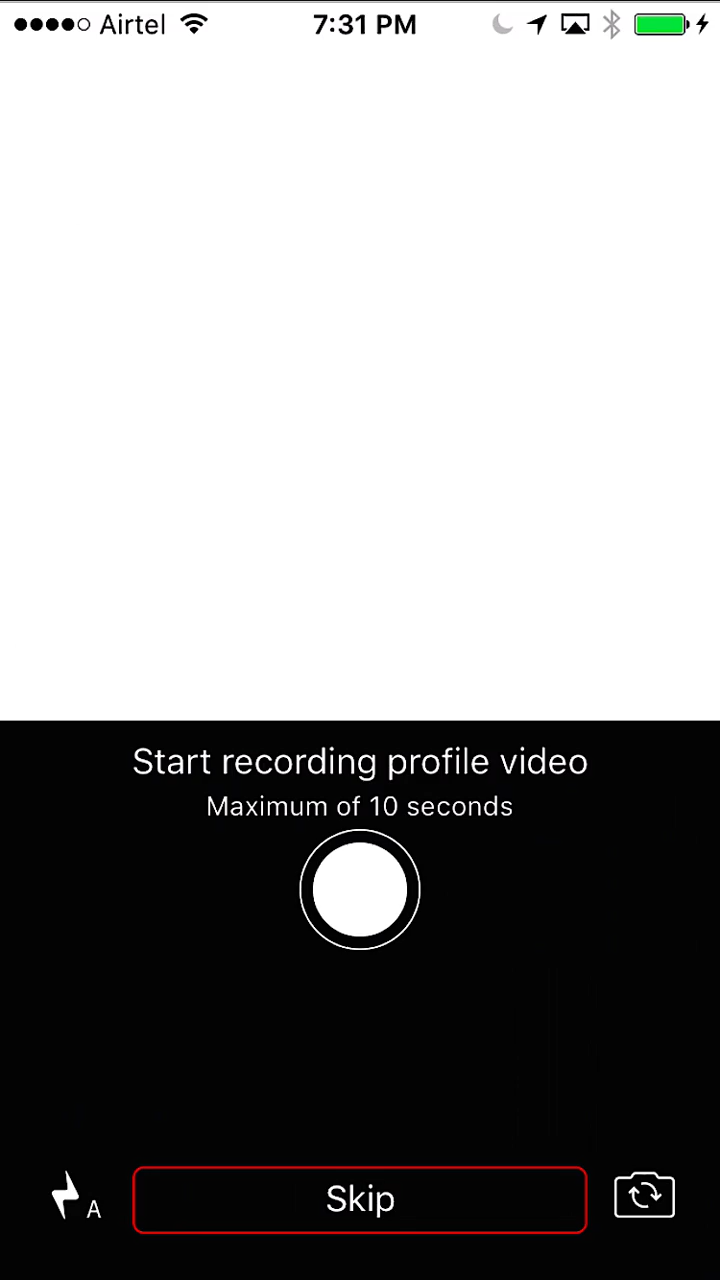 Airtel 7:31 PM
Start recording profile video
Maximum of 10 seconds
A Skip